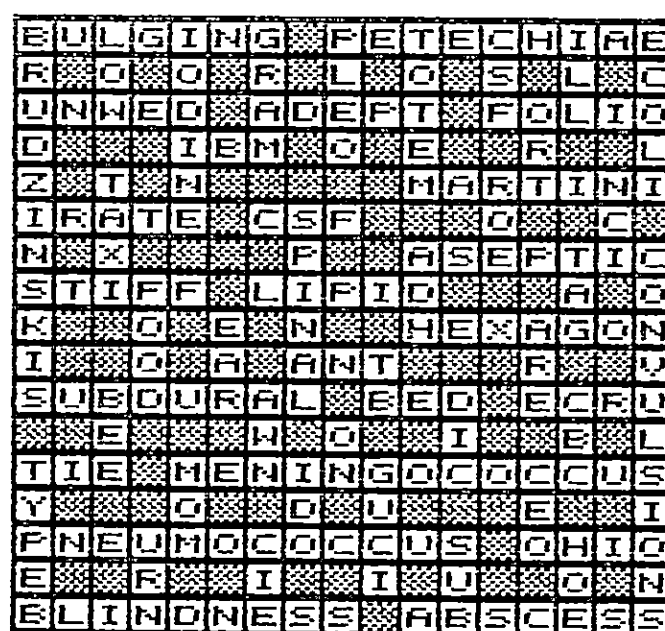 BULGING PETECHIAE
R O O R L O S L C
UNWED ADEPT FOLIO
D IBM O E R L
Z T N MARTINI
IRATE CSF O C
N X P ASEPTIC
STIFF LIPID A O
K O E N HEXAGON
I O A ANT R V
SUBDURAL BED ECRU
E W O I B L
TIE MENINGOCOCCUS
Y O D U E I
PNEUMOCOCCUS OHIO
E R I I U O N
BLINDNESS ABSCESS